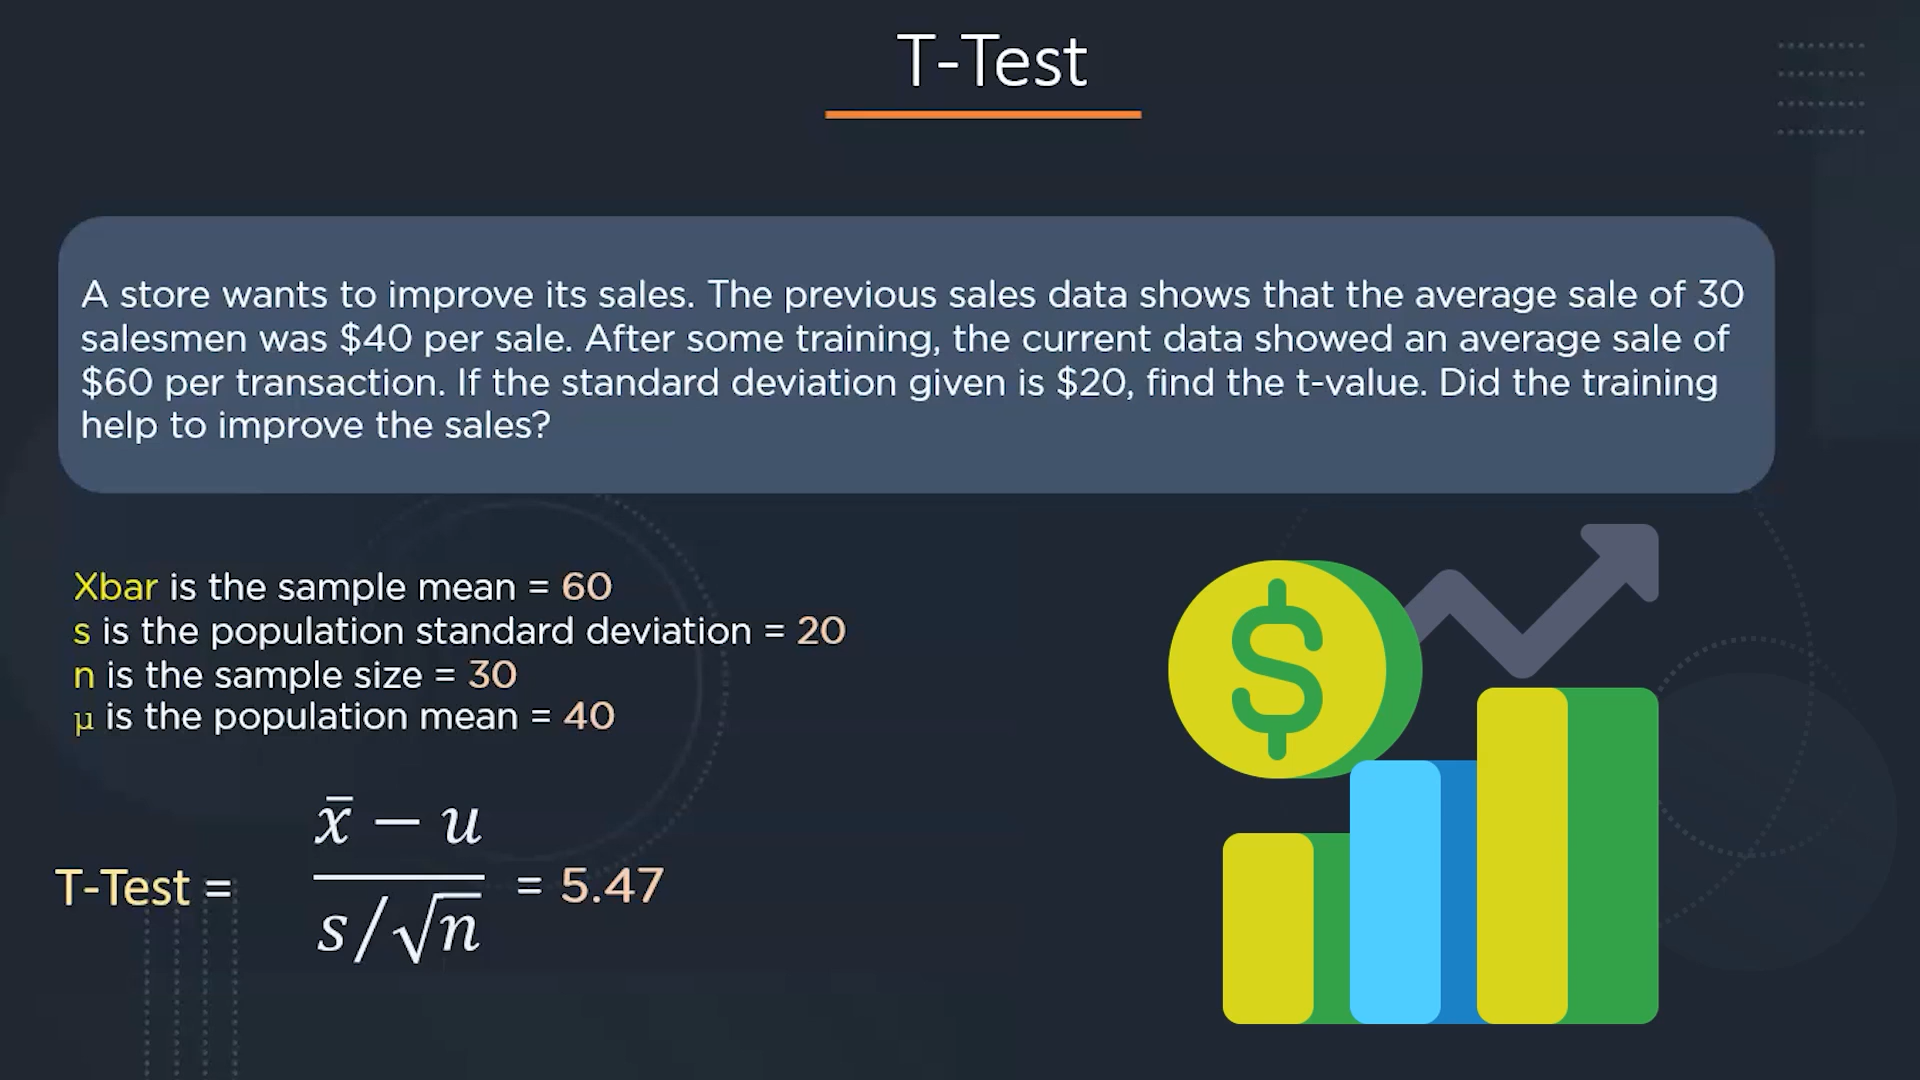 T-Test
A store wants to improve its sales. The previous sales data shows that the average sale of 30
salesmen was $40 per sale. After some training, the current data showed an average sale of
$60 per transaction. If the standard deviation given is $20, find the t-value. Did the training
help to improve the sales?
Xbar is the sample mean = 60
s is the population standard deviation = 20
n is the sample size = 30
μ is the population mean = 40
T-Test = x̄ − u / s/√n = 5.47
$